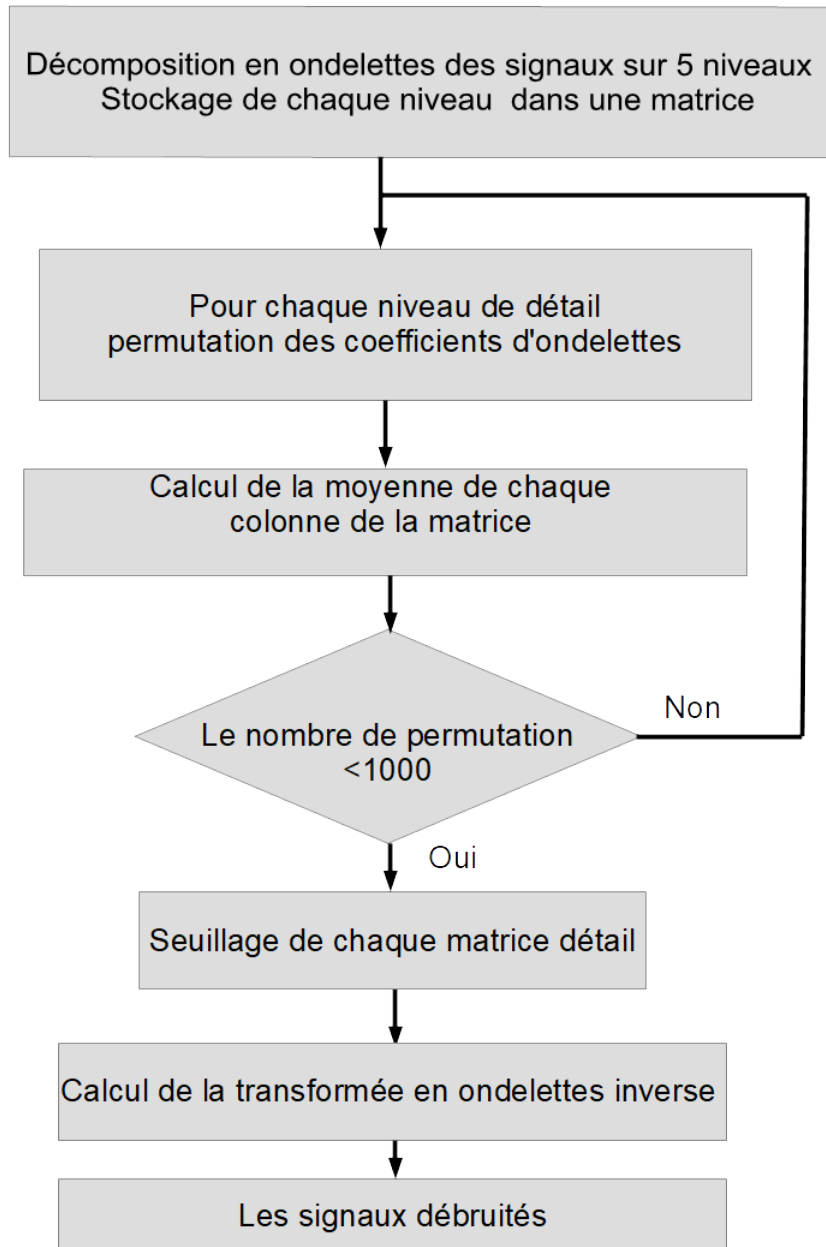 Décomposition en ondelettes des signaux sur 5 niveaux
Stockage de chaque niveau dans une matrice
Pour chaque niveau de détail
permutation des coefficients d'ondelettes
Calcul de la moyenne de chaque
colonne de la matrice
Le nombre de permutation
<1000
Non
Oui
Seuillage de chaque matrice détail
Calcul de la transformée en ondelettes inverse
Les signaux débruités